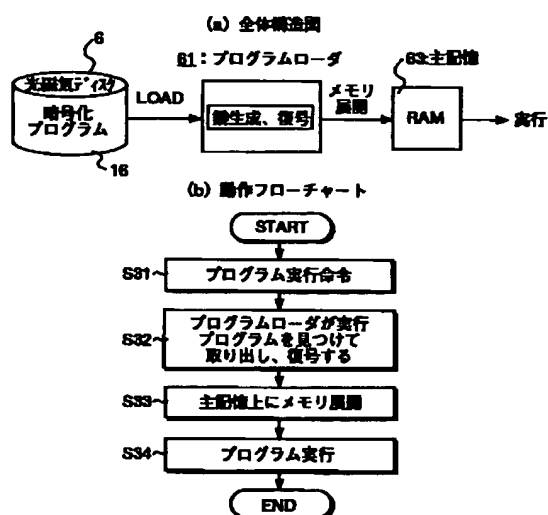 (a) 全体構造図
6
61：プログラムローダ
63:主記憶
光磁気ディスク
暗号化
プログラム
LOAD
鍵生成、復号
メモリ
展開
RAM
実行
16
(b) 動作フローチャート
START
S31
プログラム実行命令
S32
プログラムローダが実行
プログラムを見つけて
取り出し、復号する
S33
主記憶上にメモリ展開
S34
プログラム実行
END